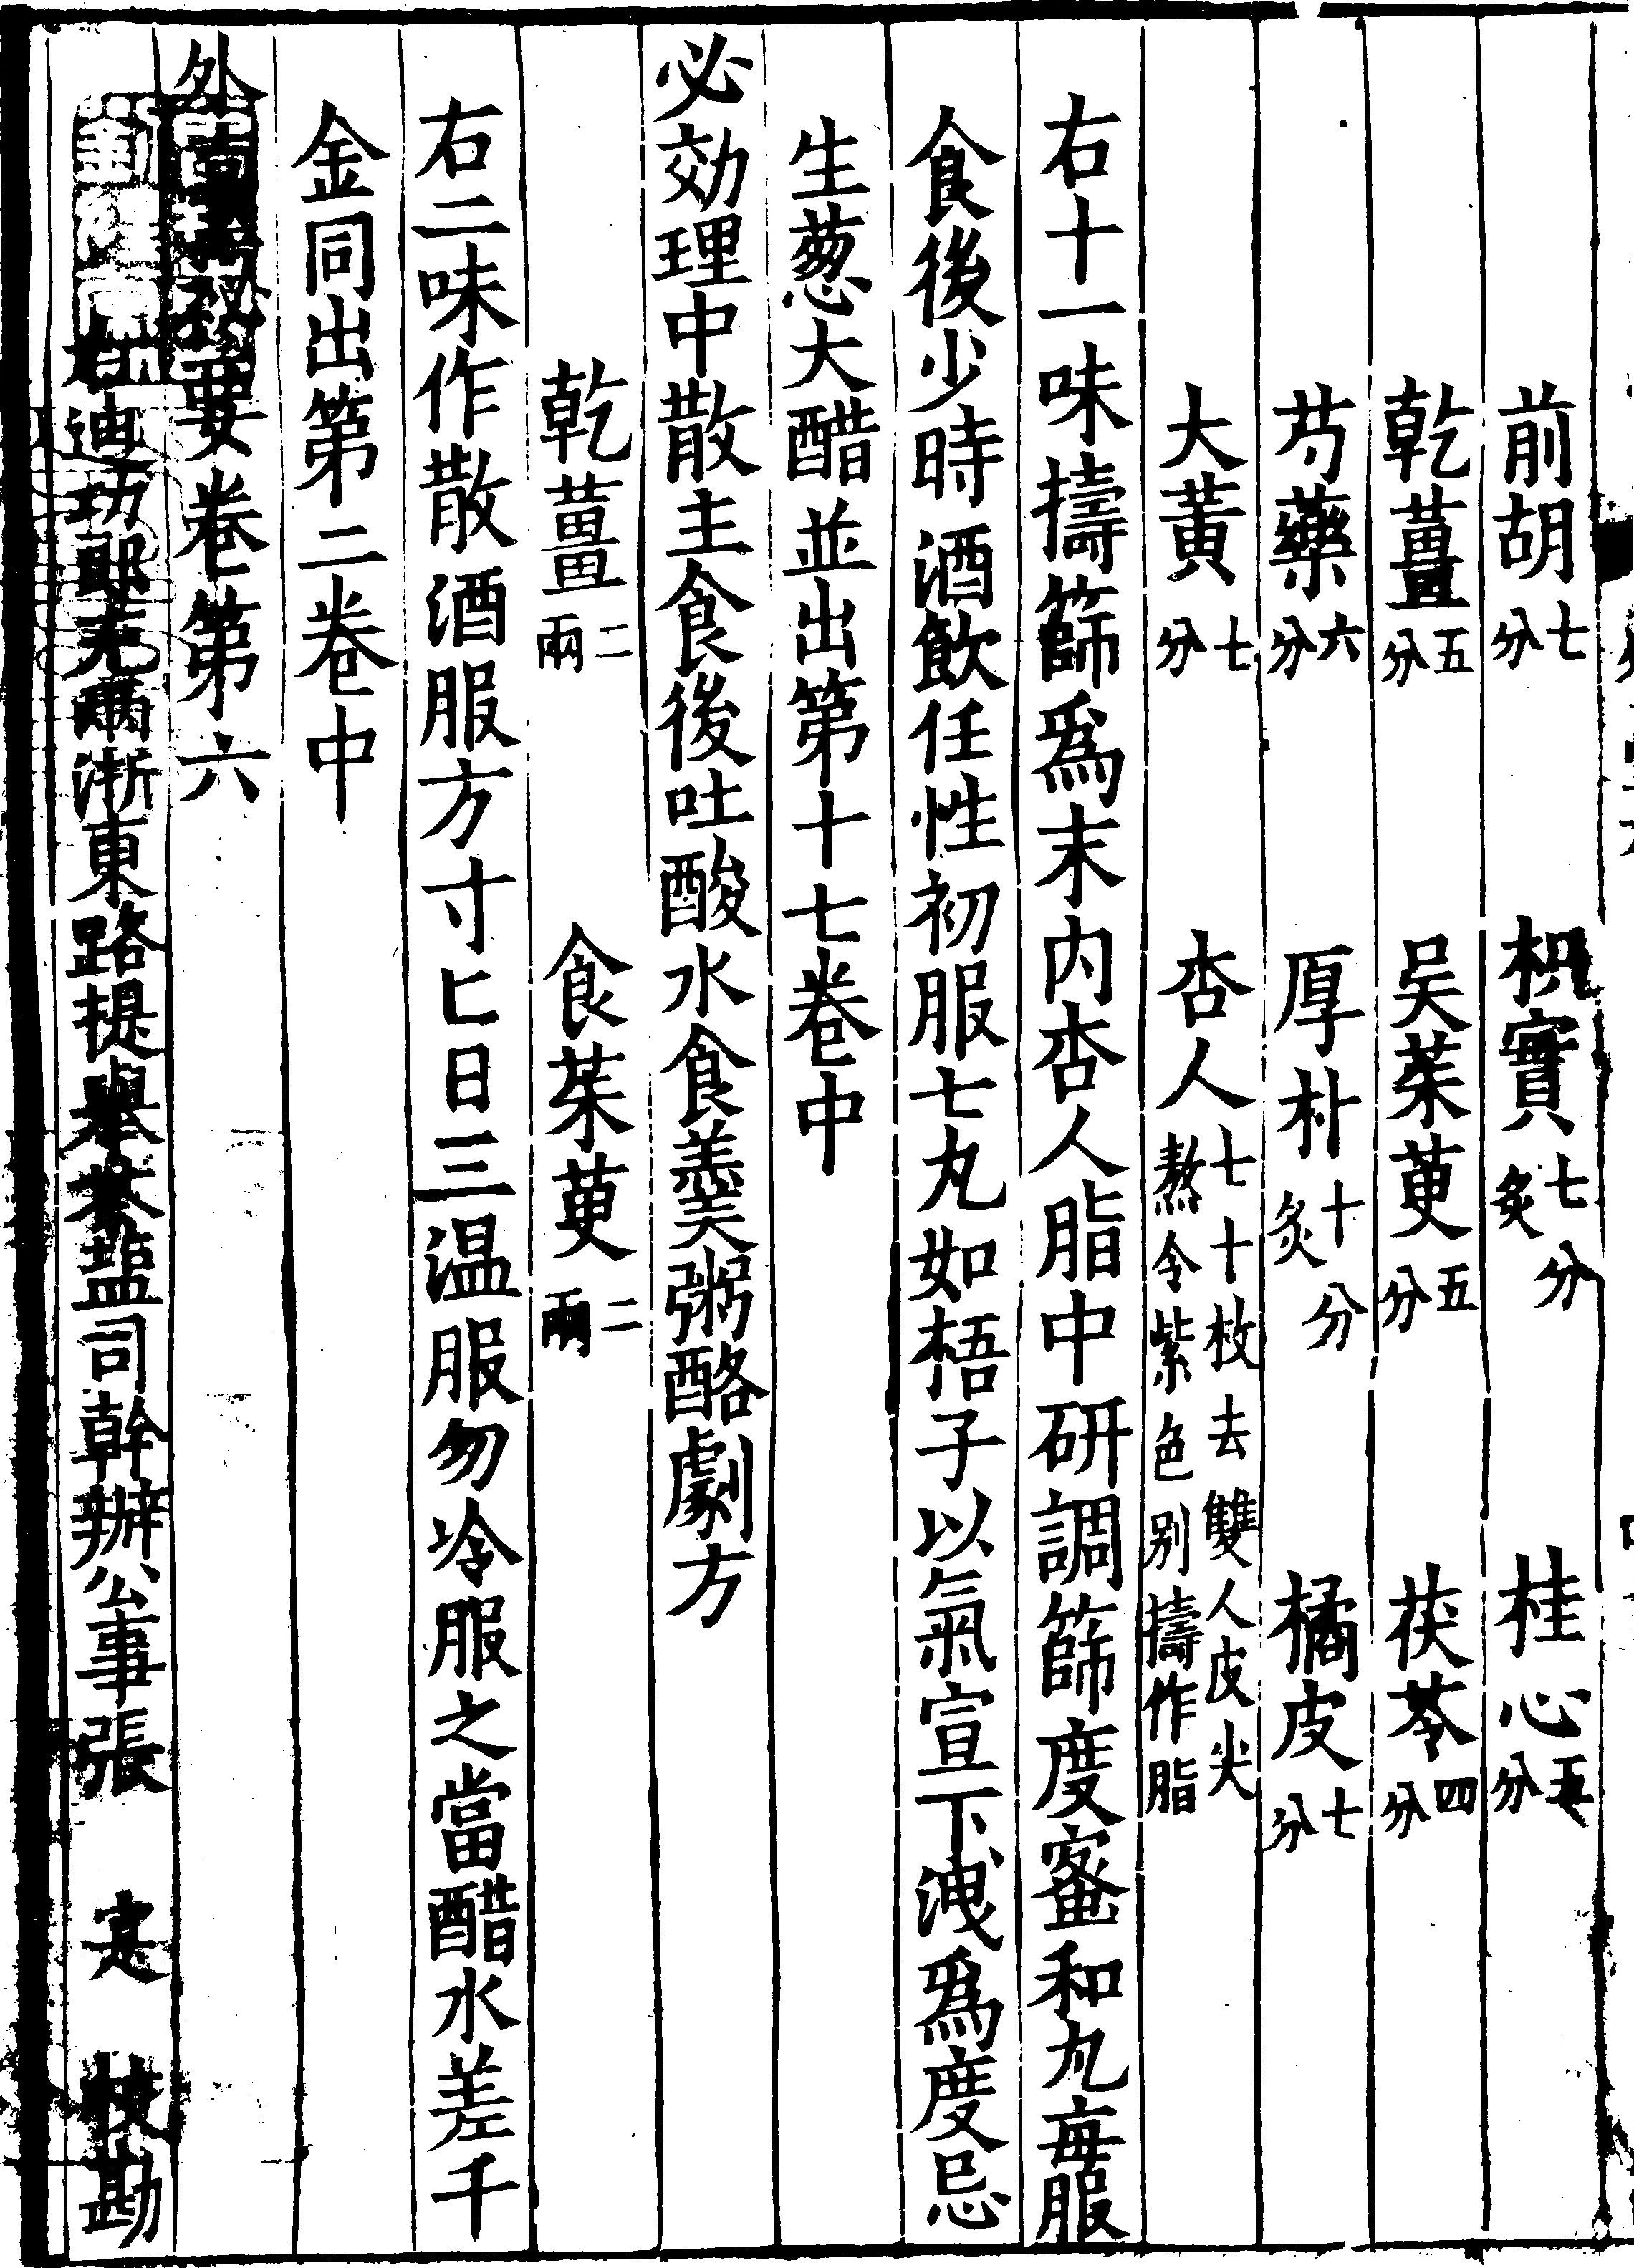 前胡七分 枳實七分炙 桂心五分
乾薑五分 吴茱萸五分 茯苓四分
芍藥六分 厚朴十分炙 橘皮七分
大黃七分 杏人七十枚去雙人皮尖熬令紫色别擣作脂
右十一味擣篩爲末内杏人脂中研調篩度蜜和丸每服
食後少時酒飲任性初服七丸如梧子以氣宣下洩爲度忌
生葱大醋並出第十七卷中
必効理中散主食後吐酸水食羹粥酪劇方
乾薑二兩 食茱萸二兩
右二味作散酒服方寸匕日三温服勿冷服之當醋水差千
金同出第二卷中
外臺秘要卷第六
右迪功郎充兩浙東路提舉茶盐司幹辦公事張 寔 校勘